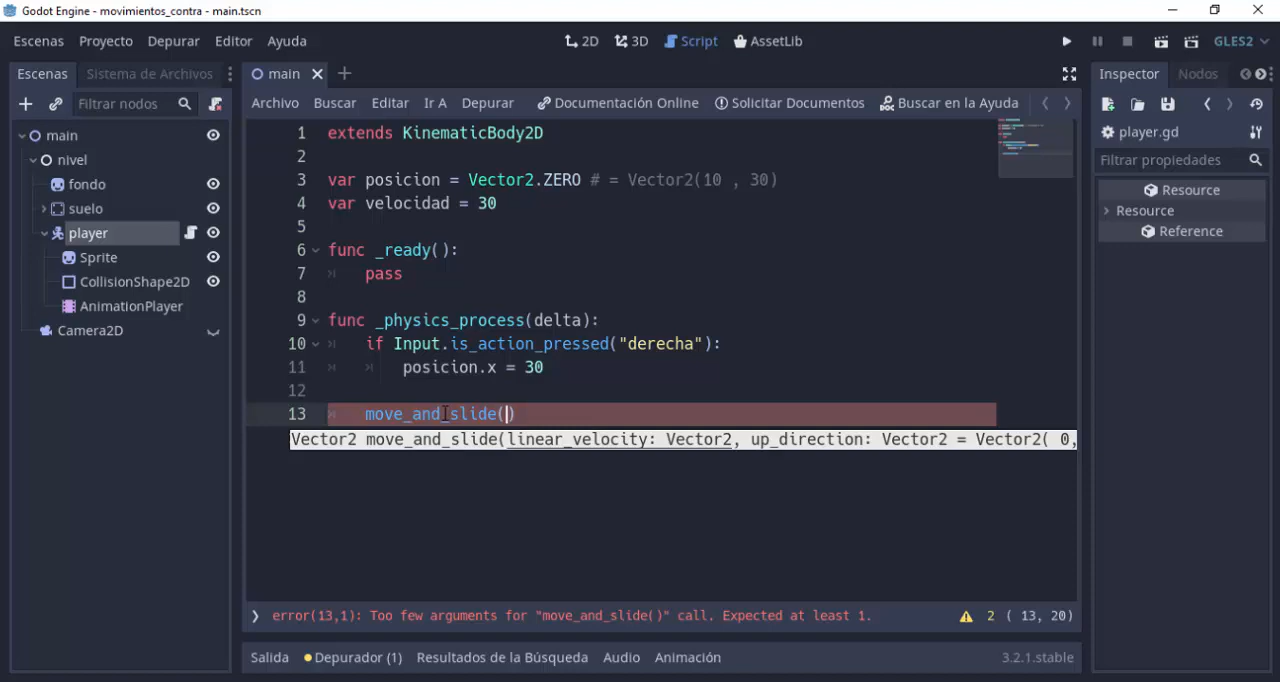 Godot Engine - movimientos_contra - main.tscn
Escenas Proyecto Depurar Editor Ayuda 2D 3D Script AssetLib GLES2
Escenas Sistema de Archivos main Inspector Nodos
Filtrar nodos Archivo Buscar Editar Ir A Depurar Documentación Online Solicitar Documentos Buscar en la Ayuda
player.gd
Filtrar propiedades
Resource
Resource
Reference
main
nivel
fondo
suelo
player
Sprite
CollisionShape2D
AnimationPlayer
Camera2D
1 extends KinematicBody2D
2
3 var posicion = Vector2.ZERO # = Vector2(10 , 30)
4 var velocidad = 30
5
6 func _ready():
7 pass
8
9 func _physics_process(delta):
10 if Input.is_action_pressed("derecha"):
11 posicion.x = 30
12
13 move_and_slide()
Vector2 move_and_slide(linear_velocity: Vector2, up_direction: Vector2 = Vector2( 0,
error(13,1): Too few arguments for "move_and_slide()" call. Expected at least 1. 2 ( 13, 20)
Salida Depurador (1) Resultados de la Búsqueda Audio Animación 3.2.1.stable